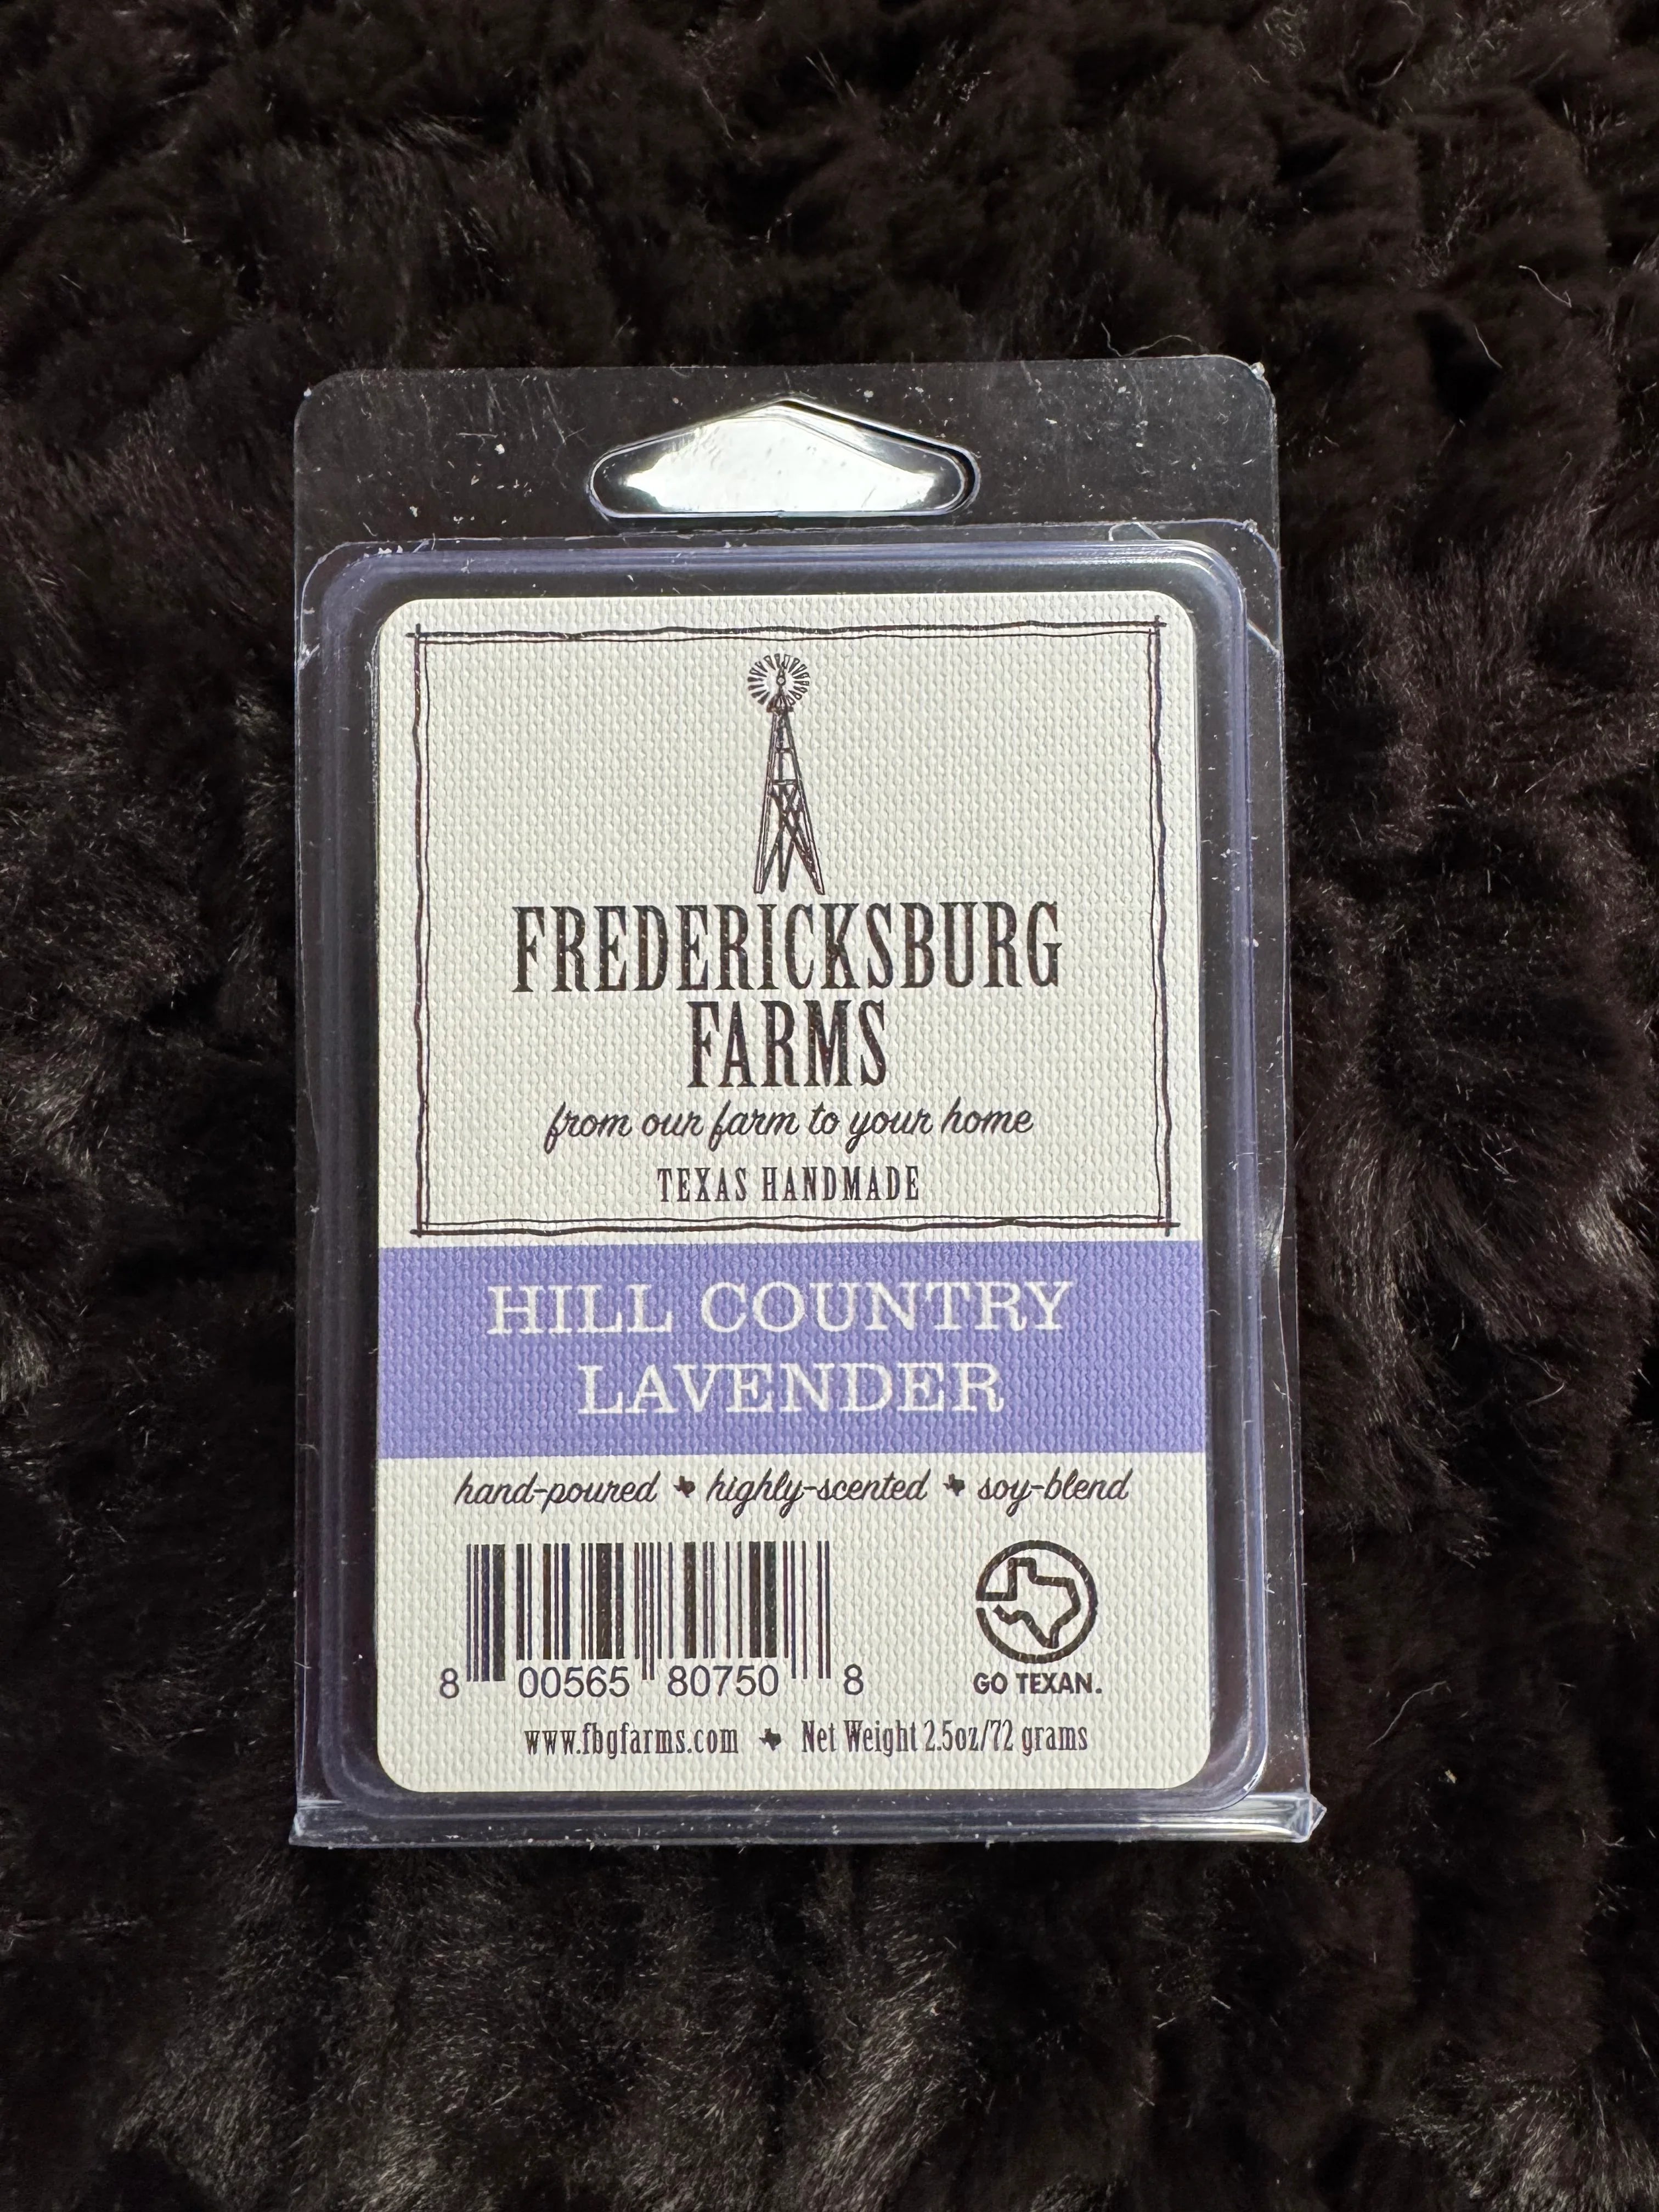 FREDERICKSBURG
FARMS
from our farm to your home
TEXAS HANDMADE
HILL COUNTRY
LAVENDER
hand-poured highly-scented soy-blend
8 00565 80750 8
GO TEXAN.
www.fbgfarms.com Net Weight 2.5oz/72 grams